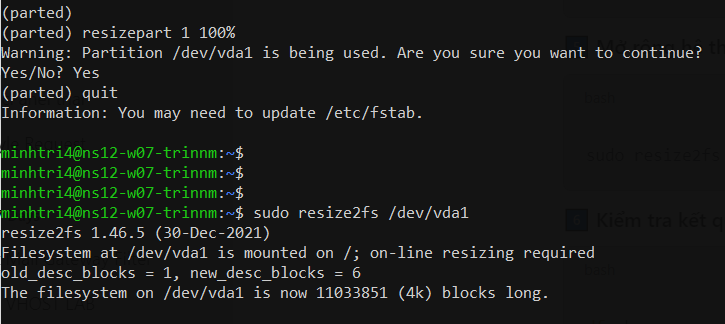 (parted)
(parted) resizepart 1 100%
Warning: Partition /dev/vda1 is being used. Are you sure you want to continue?
Yes/No? Yes
(parted) quit
Information: You may need to update /etc/fstab.
minhtri4@ns12-w07-trinnm:~$
minhtri4@ns12-w07-trinnm:~$
minhtri4@ns12-w07-trinnm:~$
minhtri4@ns12-w07-trinnm:~$ sudo resize2fs /dev/vda1
resize2fs 1.46.5 (30-Dec-2021)
Filesystem at /dev/vda1 is mounted on /; on-line resizing required
old_desc_blocks = 1, new_desc_blocks = 6
The filesystem on /dev/vda1 is now 11033851 (4k) blocks long.
sudo resize2fs
Kiểm tra kết q